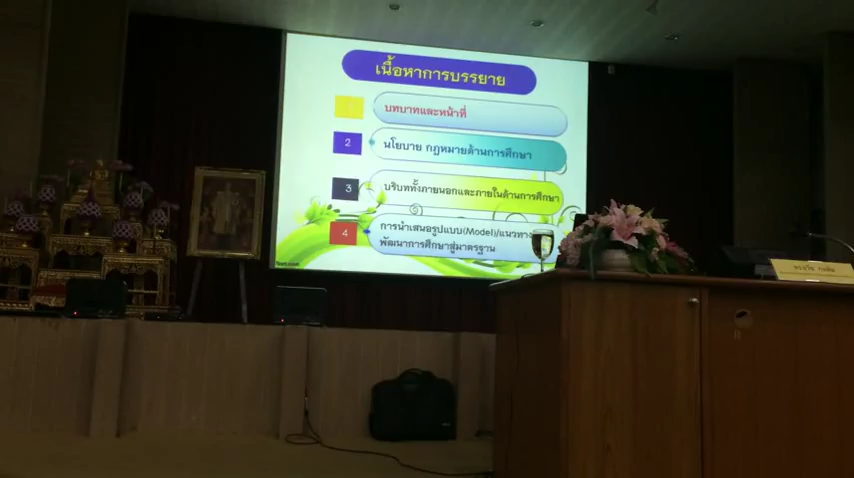 เนื้อหาการบรรยาย
บทบาทและหน้าที่
2
นโยบาย กฎหมายด้านการศึกษา
3
บริบททั้งภายนอกและภายในด้านการศึกษา
4
การนำเสนอรูปแบบ(Model)/แนวทาง
พัฒนาการศึกษาสู่มาตรฐาน